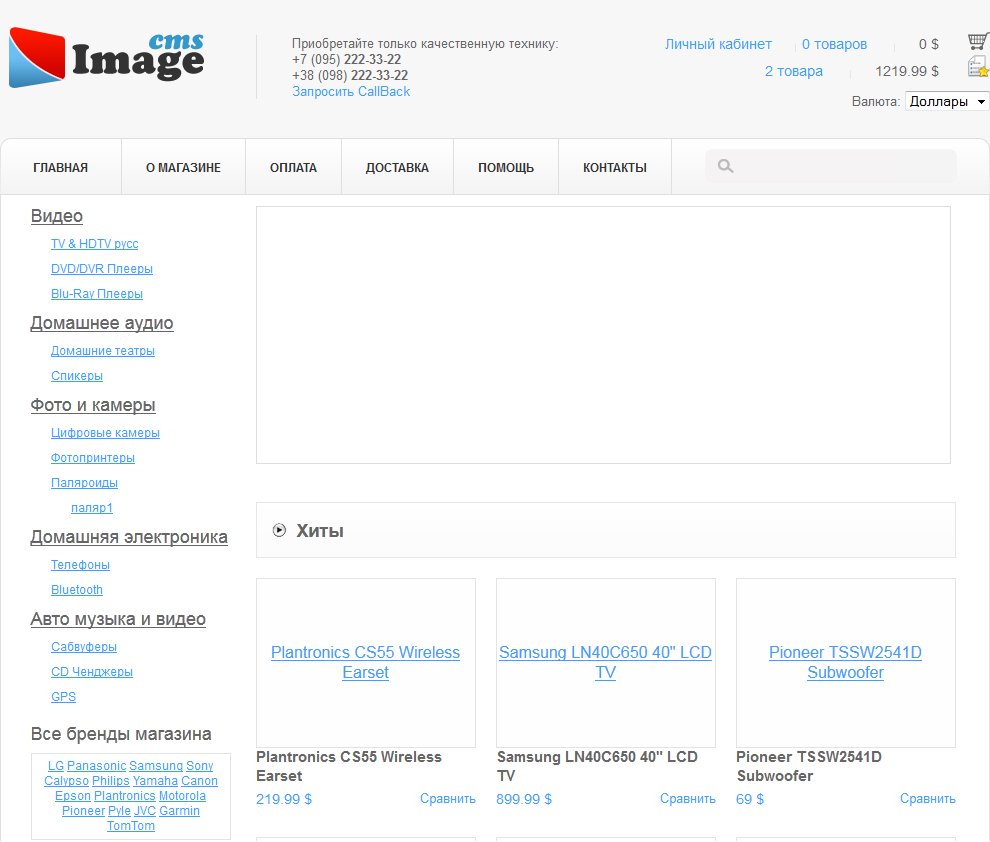 cms
Image
Приобретайте только качественную технику:
+7 (095) 222-33-22
+38 (098) 222-33-22
Запросить CallBack
Личный кабинет 0 товаров 0 $
2 товара 1219.99 $
Валюта: Доллары
ГЛАВНАЯ О МАГАЗИНЕ ОПЛАТА ДОСТАВКА ПОМОЩЬ КОНТАКТЫ
Видео
TV & HDTV русс
DVD/DVR Плееры
Blu-Ray Плееры
Домашнее аудио
Домашние театры
Спикеры
Фото и камеры
Цифровые камеры
Фотопринтеры
Паляроиды
паляр1
Домашняя электроника
Телефоны
Bluetooth
Авто музыка и видео
Сабвуферы
CD Ченджеры
GPS
Все бренды магазина
LG Panasonic Samsung Sony
Calypso Philips Yamaha Canon
Epson Plantronics Motorola
Pioneer Pyle JVC Garmin
TomTom
Хиты
Plantronics CS55 Wireless
Earset
Plantronics CS55 Wireless
Earset
219.99 $ Сравнить
Samsung LN40C650 40" LCD
TV
Samsung LN40C650 40" LCD
TV
899.99 $ Сравнить
Pioneer TSSW2541D
Subwoofer
Pioneer TSSW2541D
Subwoofer
69 $ Сравнить